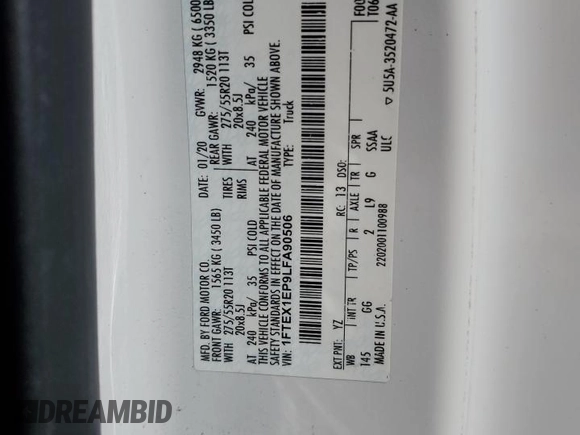 MFD. BY FORD MOTOR CO.
DATE: 01/20 GVWR: 2948 KG ( 6500
FRONT GAWR: 1565 KG ( 3450 LB) REAR GAWR: 1520 KG ( 3350 LB
WITH 275/55R20 113T TIRES WITH 275/55R20 113T
20x8.5J RIMS 20x8.5J
AT 240 kPa/ 35 PSI COLD AT 240 kPa/ 35 PSI COLD
THIS VEHICLE CONFORMS TO ALL APPLICABLE FEDERAL MOTOR VEHICLE
SAFETY STANDARDS IN EFFECT ON THE DATE OF MANUFACTURE SHOWN ABOVE.
VIN: 1FTEX1EP9LFA90506 TYPE: Truck
EXT PNT: YZ RC: 13 DSO:
WB INT TR TP/PS R AXLE TR SPR
145 GG 2 L9 G SSAA
MADE IN U.S.A. 2202001100988 ULC
F00
T06
▽ 5U5A-3520472-AA
DREAMBID